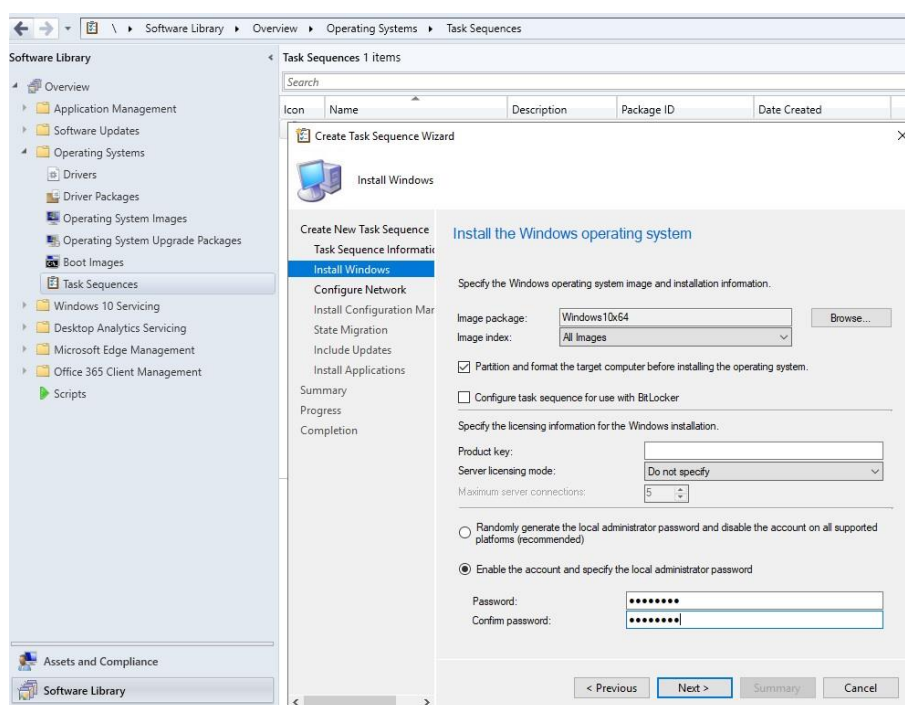 \ Software Library Overview Operating Systems Task Sequences
Software Library
Overview
Application Management
Software Updates
Operating Systems
Drivers
Driver Packages
Operating System Images
Operating System Upgrade Packages
Boot Images
Task Sequences
Windows 10 Servicing
Desktop Analytics Servicing
Microsoft Edge Management
Office 365 Client Management
Scripts
Assets and Compliance
Software Library
Task Sequences 1 items
Search
Icon Name Description Package ID Date Created
Create Task Sequence Wizard
Install Windows
Create New Task Sequence
Task Sequence Informatic
Install Windows
Configure Network
Install Configuration Mar
State Migration
Include Updates
Install Applications
Summary
Progress
Completion
Install the Windows operating system
Specify the Windows operating system image and installation information.
Image package: Windows10x64 Browse...
Image index: All Images
Partition and format the target computer before installing the operating system.
Configure task sequence for use with BitLocker
Specify the licensing information for the Windows installation.
Product key:
Server licensing mode: Do not specify
Maximum server connections: 5
Randomly generate the local administrator password and disable the account on all supported
platforms (recommended)
Enable the account and specify the local administrator password
Password: ••••••••
Confirm password: ••••••••
< Previous Next > Summary Cancel